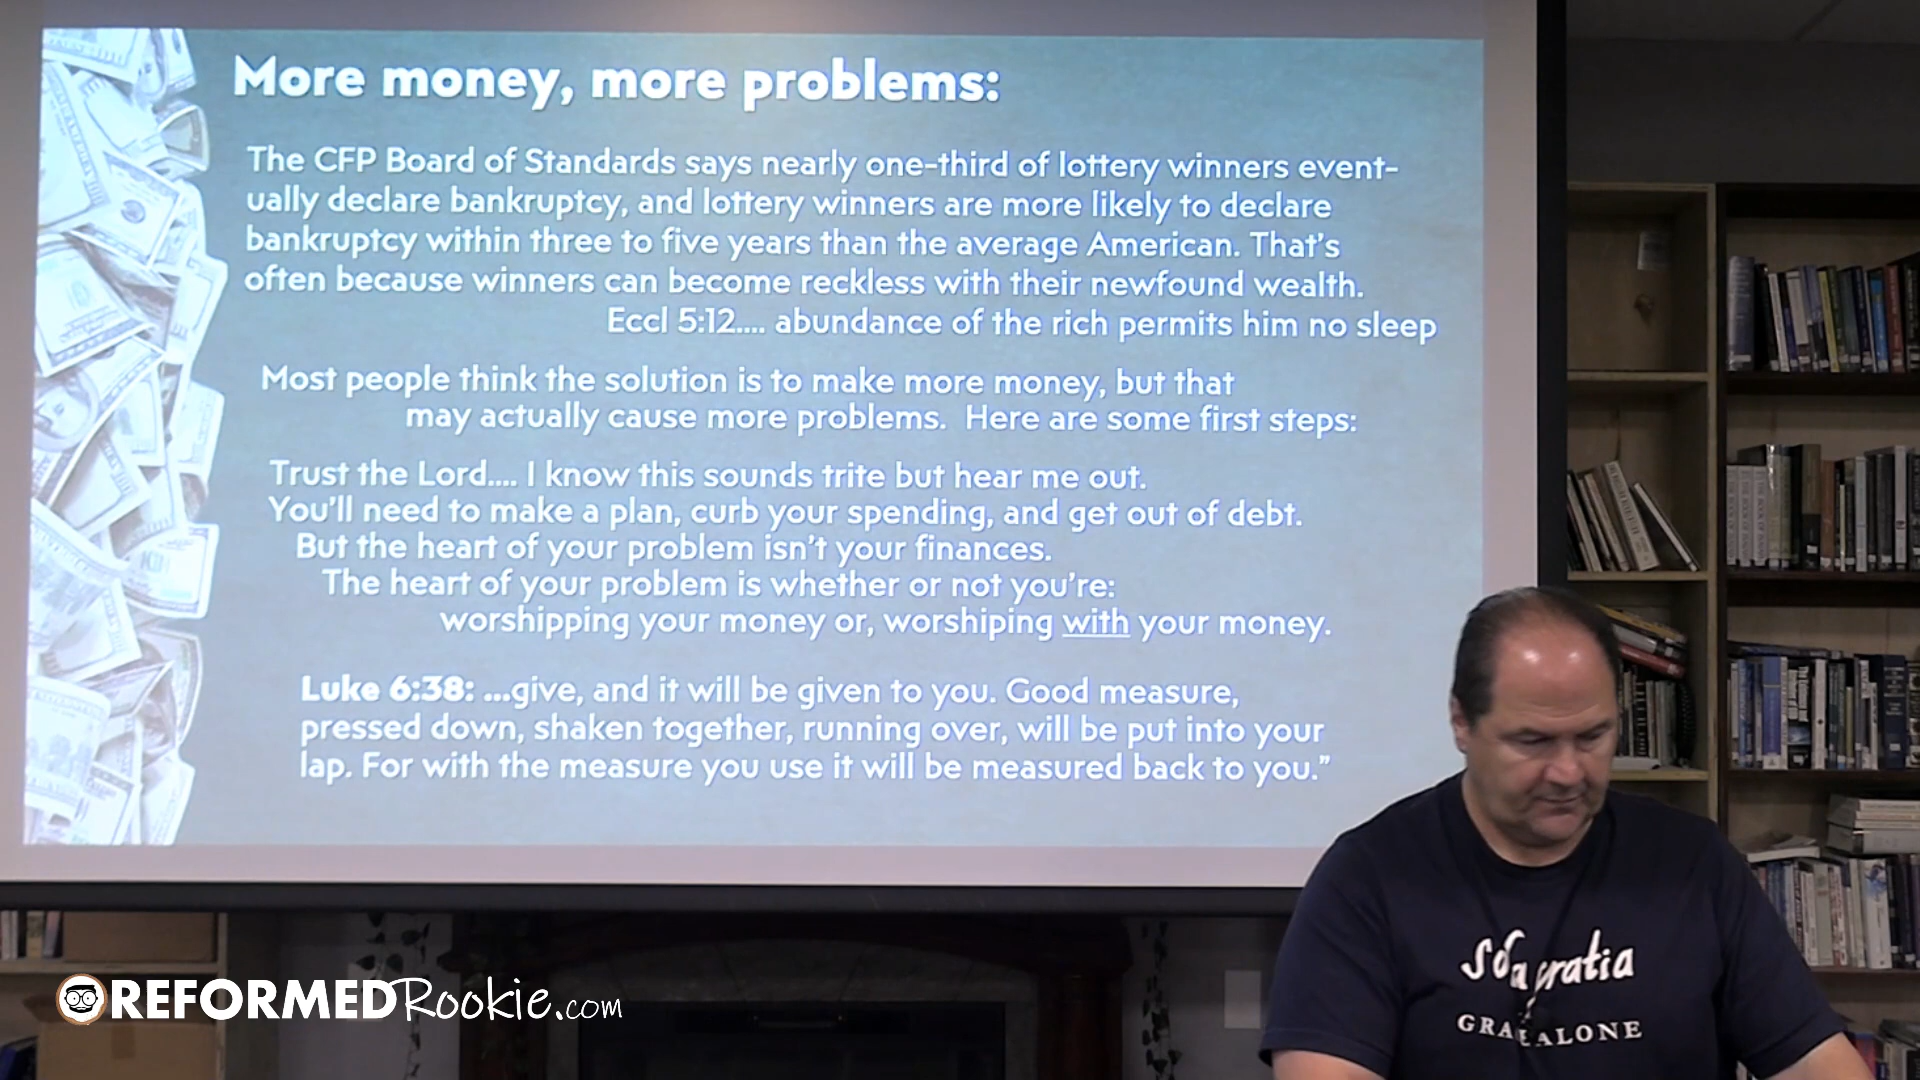 More money, more problems:
The CFP Board of Standards says nearly one-third of lottery winners event-
ually declare bankruptcy, and lottery winners are more likely to declare
bankruptcy within three to five years than the average American. That's
often because winners can become reckless with their newfound wealth.
Eccl 5:12.... abundance of the rich permits him no sleep
Most people think the solution is to make more money, but that
may actually cause more problems. Here are some first steps:
Trust the Lord.... I know this sounds trite but hear me out.
You'll need to make a plan, curb your spending, and get out of debt.
But the heart of your problem isn't your finances.
The heart of your problem is whether or not you're:
worshipping your money or, worshiping with your money.
Luke 6:38: ...give, and it will be given to you. Good measure,
pressed down, shaken together, running over, will be put into your
lap. For with the measure you use it will be measured back to you."
Sola gratia
GRACE ALONE
REFORMEDRookie.com